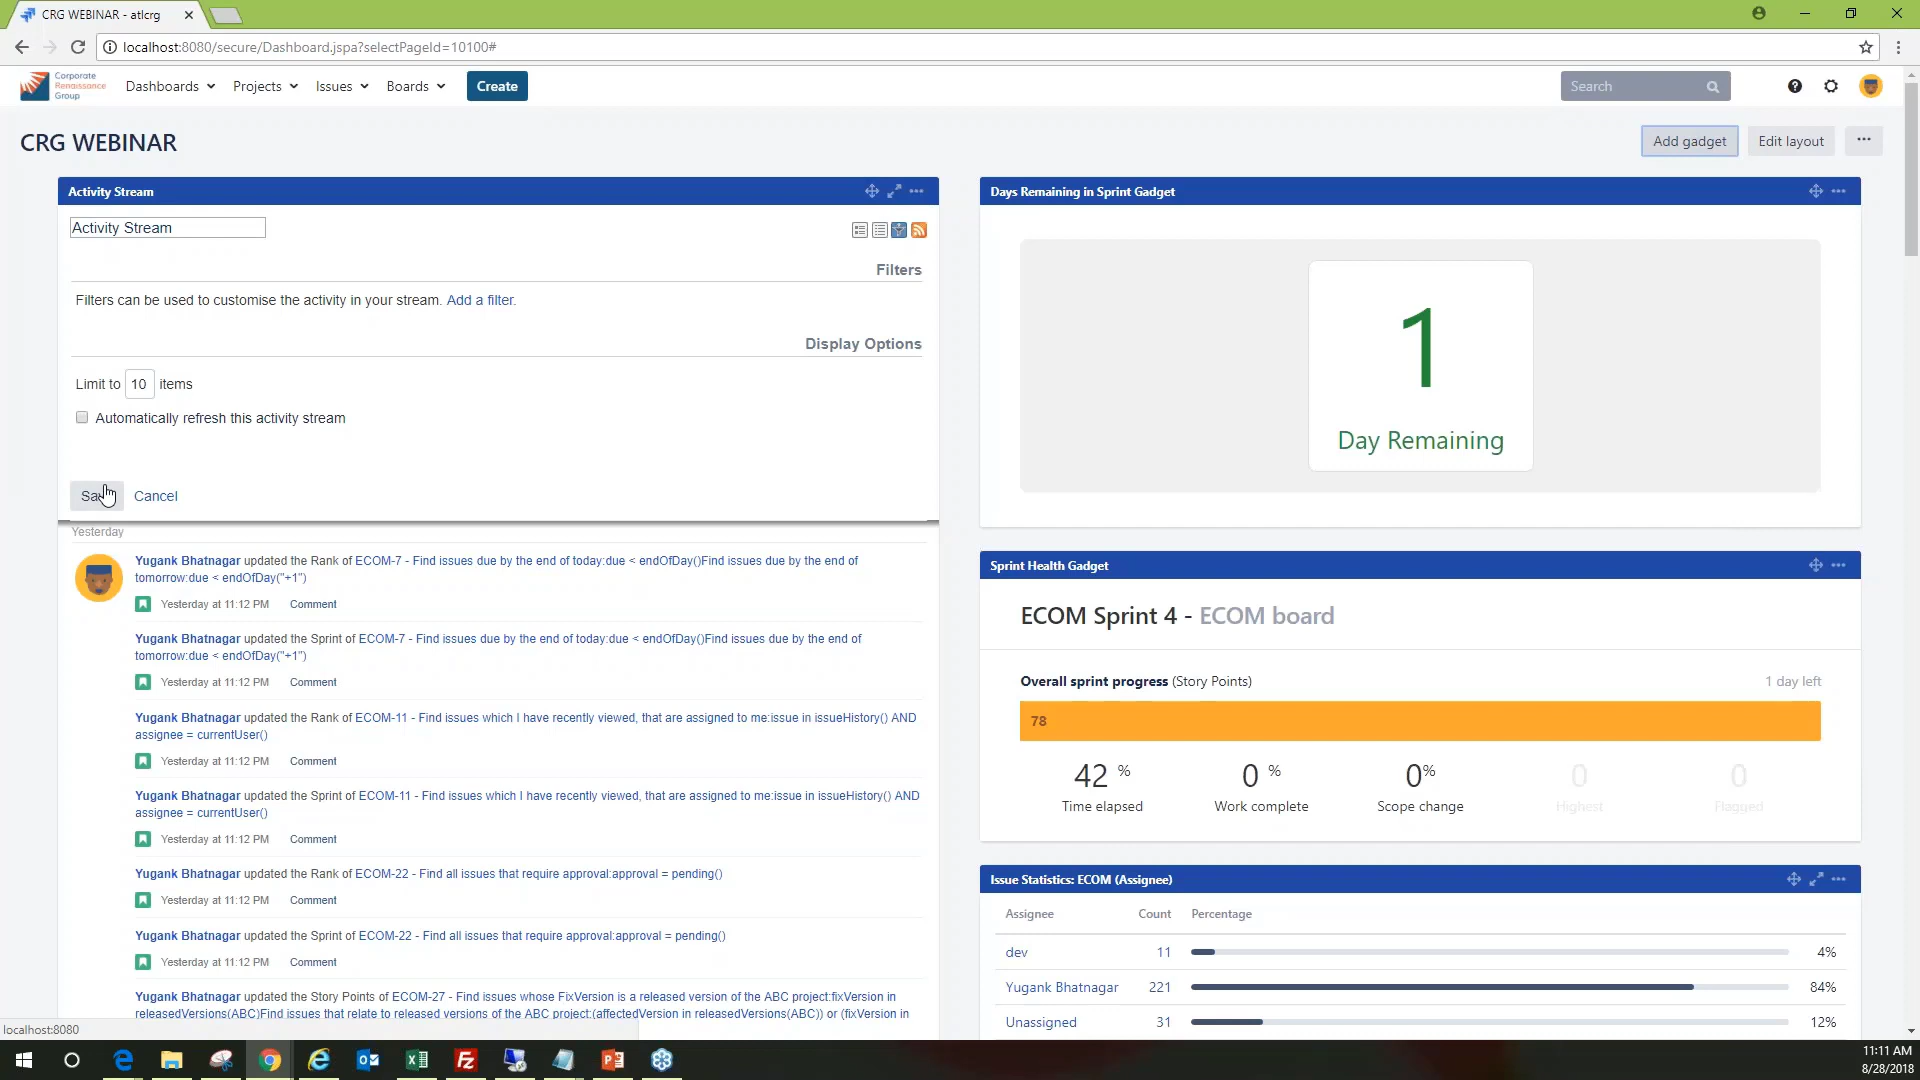 CRG WEBINAR - atlcrg
localhost:8080/secure/Dashboard.jspa?selectPageId=10100#
Corporate
Renaissance
Group
Dashboards Projects Issues Boards Create Search
CRG WEBINAR
Add gadget Edit layout
Activity Stream
Activity Stream
Filters
Filters can be used to customise the activity in your stream. Add a filter.
Display Options
Limit to 10 items
Automatically refresh this activity stream
Cancel
Yesterday
Yugank Bhatnagar updated the Rank of ECOM-7 - Find issues due by the end of today:due < endOfDay()Find issues due by the end of
tomorrow:due < endOfDay("+1")
Yesterday at 11:12 PM Comment
Yugank Bhatnagar updated the Sprint of ECOM-7 - Find issues due by the end of today:due < endOfDay()Find issues due by the end of
tomorrow:due < endOfDay("+1")
Yesterday at 11:12 PM Comment
Yugank Bhatnagar updated the Rank of ECOM-11 - Find issues which I have recently viewed, that are assigned to me:issue in issueHistory() AND
assignee = currentUser()
Yesterday at 11:12 PM Comment
Yugank Bhatnagar updated the Sprint of ECOM-11 - Find issues which I have recently viewed, that are assigned to me:issue in issueHistory() AND
assignee = currentUser()
Yesterday at 11:12 PM Comment
Yugank Bhatnagar updated the Rank of ECOM-22 - Find all issues that require approval:approval = pending()
Yesterday at 11:12 PM Comment
Yugank Bhatnagar updated the Sprint of ECOM-22 - Find all issues that require approval:approval = pending()
Yesterday at 11:12 PM Comment
Yugank Bhatnagar updated the Story Points of ECOM-27 - Find issues whose FixVersion is a released version of the ABC project:fixVersion in
releasedVersions(ABC)Find issues that relate to released versions of the ABC project:(affectedVersion in releasedVersions(ABC)) or (fixVersion in
Days Remaining in Sprint Gadget
1
Day Remaining
Sprint Health Gadget
ECOM Sprint 4 - ECOM board
Overall sprint progress (Story Points) 1 day left
78
42 % 0 % 0% 0 0
Time elapsed Work complete Scope change Highest Flagged
Issue Statistics: ECOM (Assignee)
Assignee Count Percentage
dev 11 4%
Yugank Bhatnagar 221 84%
Unassigned 31 12%
localhost:8080
11:11 AM
8/28/2018